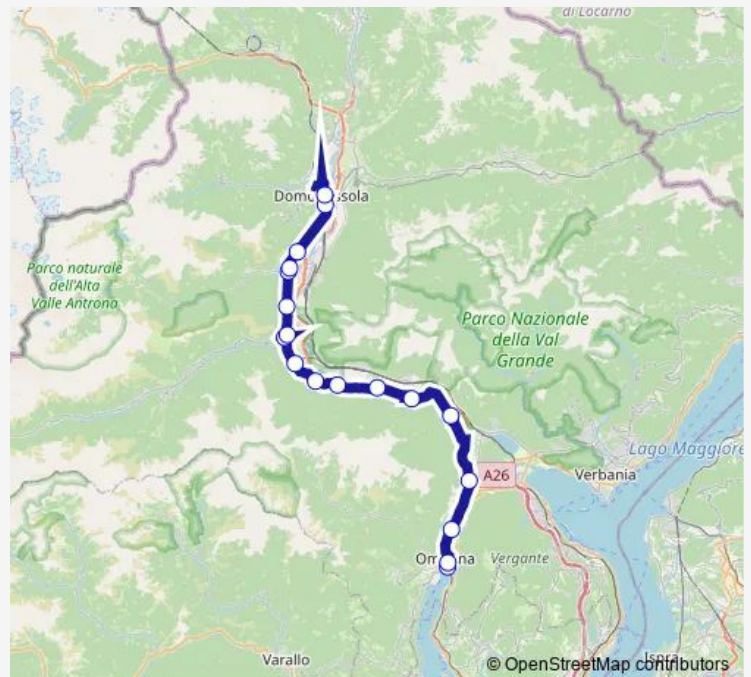 di Locarno
Parco naturale
dell'Alta
Valle Antrona
Parco Nazionale
della Val
Grande
Lago Maggiore
A26
Verbania
Vergante
Varallo
© OpenStreetMap contributors